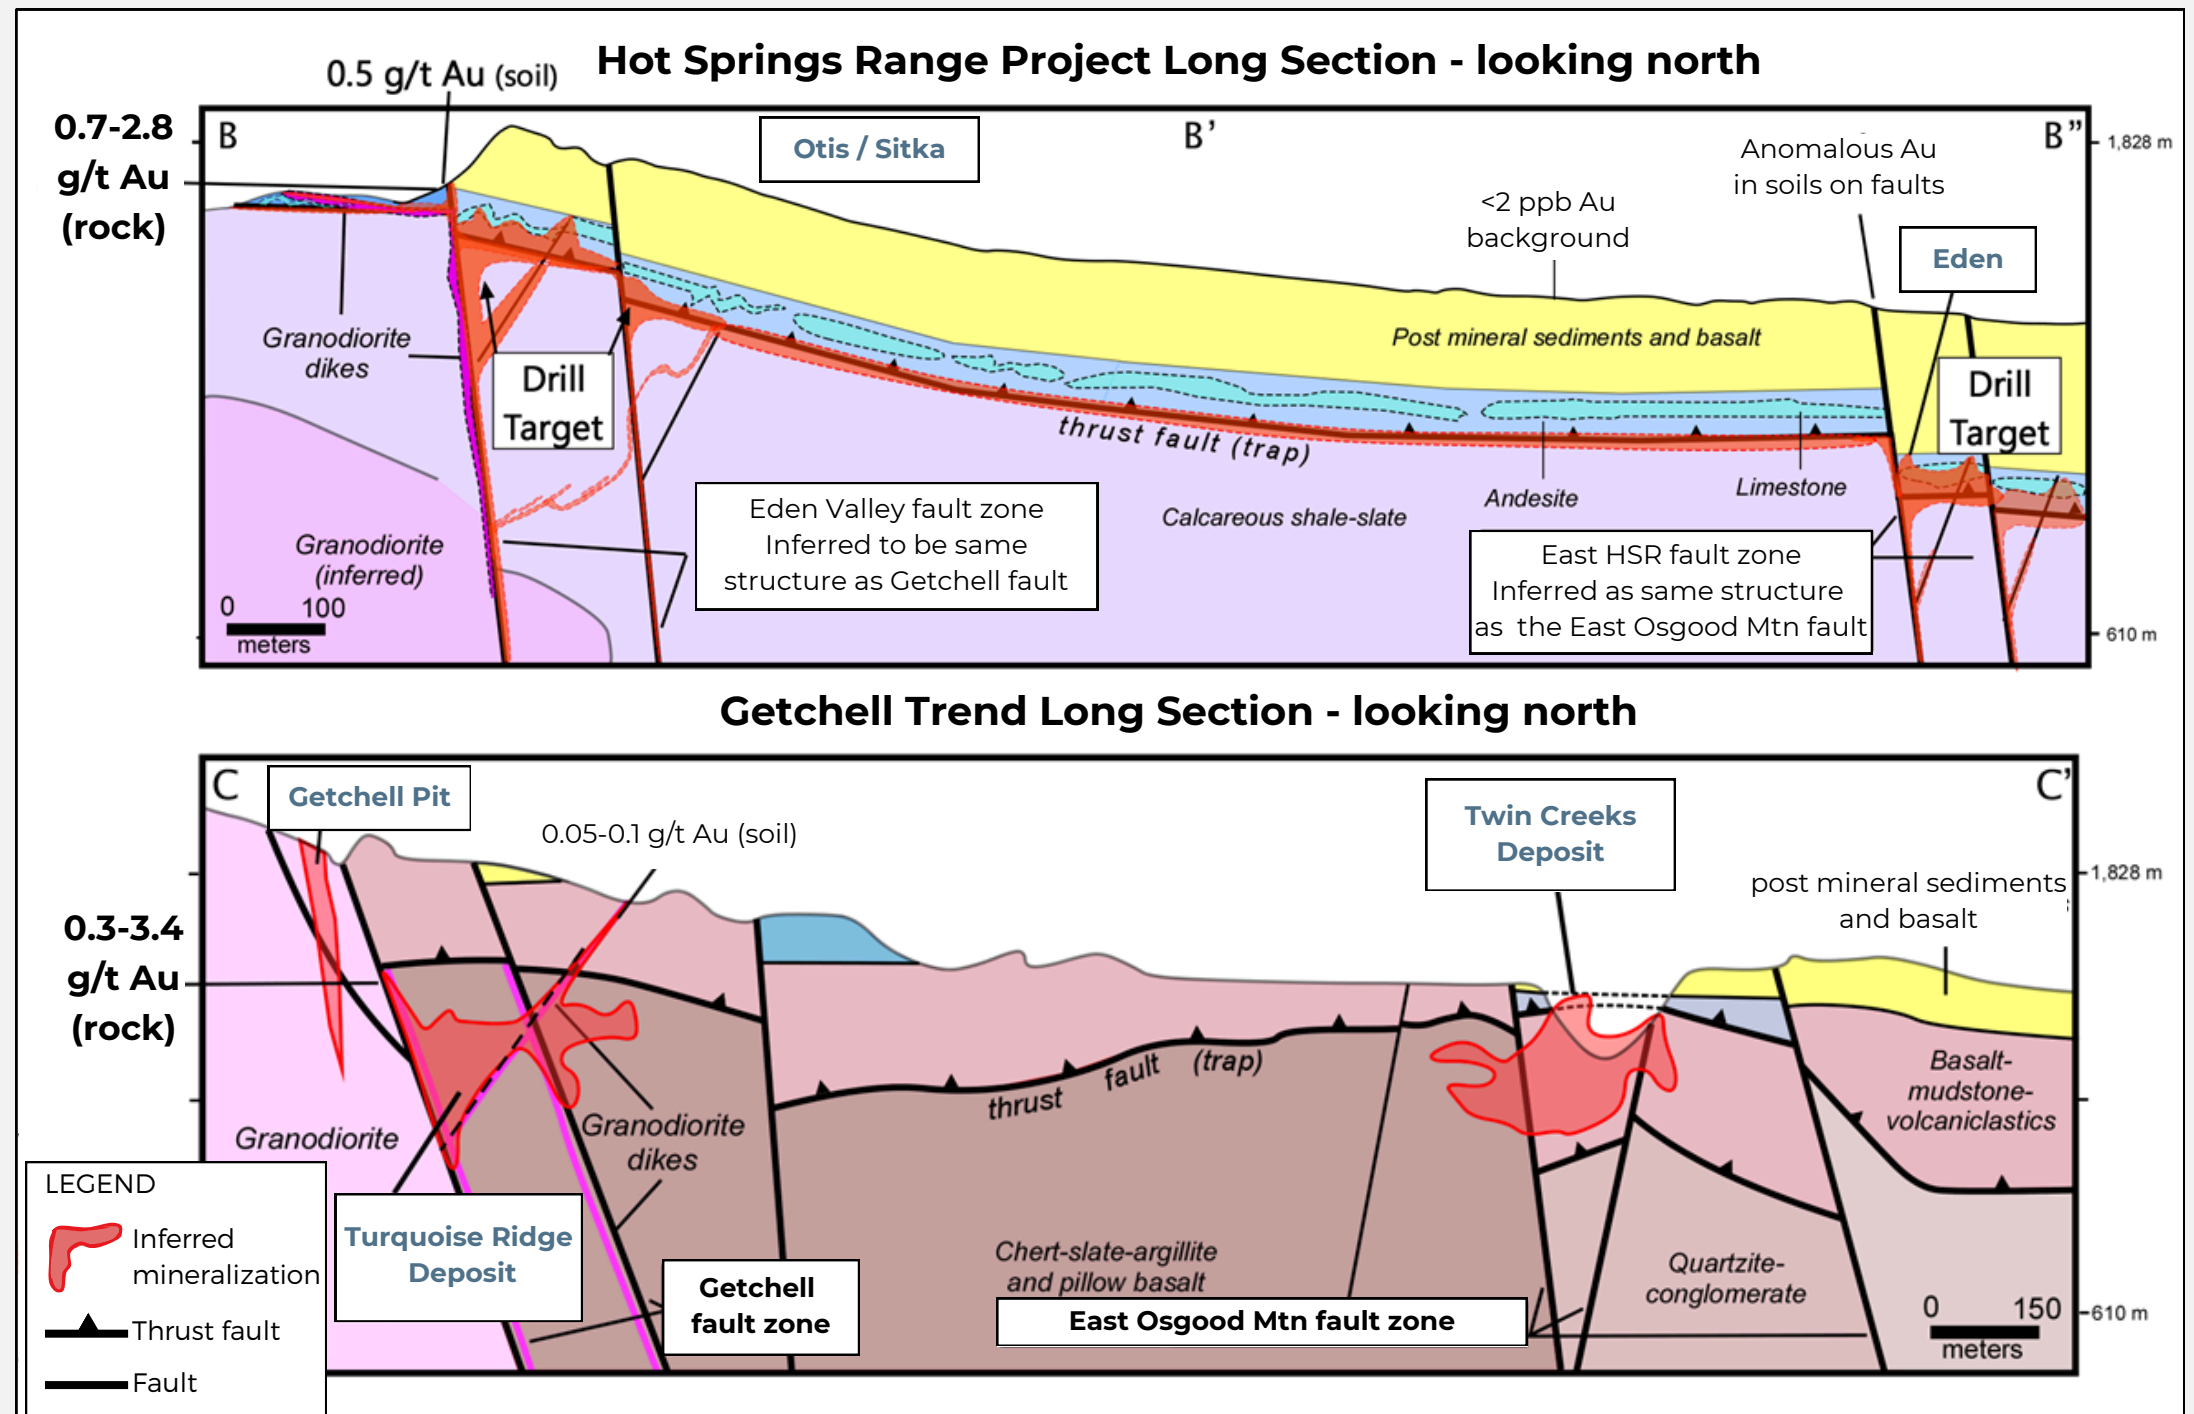 Hot Springs Range Project Long Section - looking north
0.5 g/t Au (soil)
0.7-2.8
g/t Au
(rock)
B
Otis / Sitka
B'
B"
1,828 m
Anomalous Au
in soils on faults
<2 ppb Au
background
Eden
Granodiorite
dikes
Drill
Target
Post mineral sediments and basalt
Drill
Target
thrust fault (trap)
Andesite
Limestone
Calcareous shale-slate
Eden Valley fault zone
Inferred to be same
structure as Getchell fault
East HSR fault zone
Inferred as same structure
as the East Osgood Mtn fault
Granodiorite
(inferred)
0 100
meters
610 m
Getchell Trend Long Section - looking north
C
Getchell Pit
0.05-0.1 g/t Au (soil)
Twin Creeks
Deposit
C'
1,828 m
post mineral sediments
and basalt
0.3-3.4
g/t Au
(rock)
thrust fault (trap)
Basalt-
mudstone-
volcaniclastics
Granodiorite
Granodiorite
dikes
Turquoise Ridge
Deposit
Getchell
fault zone
Chert-slate-argillite
and pillow basalt
East Osgood Mtn fault zone
Quartzite-
conglomerate
0 150
meters
610 m
LEGEND
Inferred
mineralization
Thrust fault
Fault